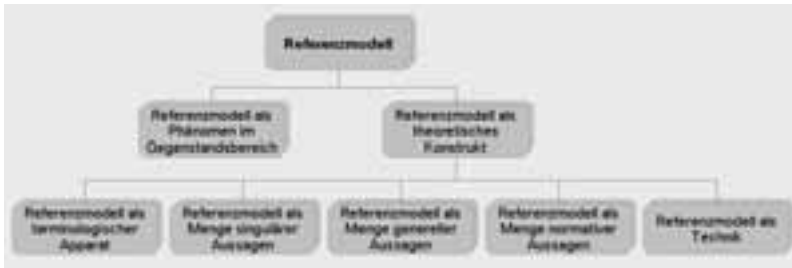 Referenzmodell
Referenzmodell als
Phänomen im
Gegenstandsbereich
Referenzmodell als
theoretisches
Konstrukt
Referenzmodell als
terminologischer
Apparat
Referenzmodell als
Menge singulärer
Aussagen
Referenzmodell als
Menge genereller
Aussagen
Referenzmodell als
Menge normativer
Aussagen
Referenzmodell als
Technik